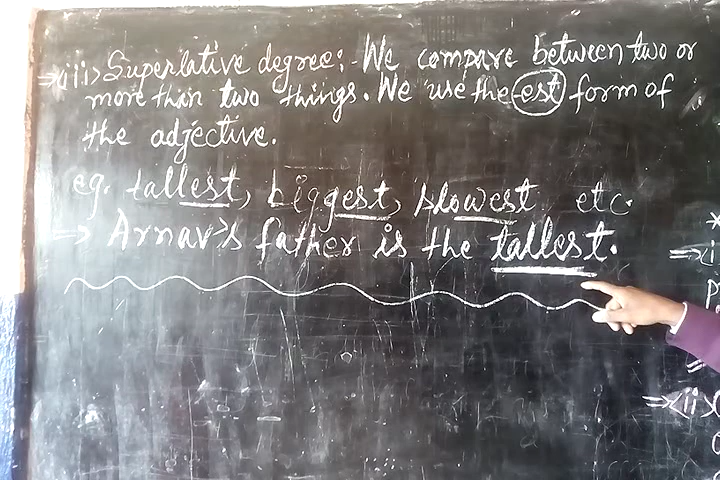 →(iii)> Superlative degree:- We compare between two or
more than two things. We use the est form of
the adjective.
eg. tallest, biggest, slowest etc.
→ Arnav's father is the tallest.
⇒(i
⇒(ii)